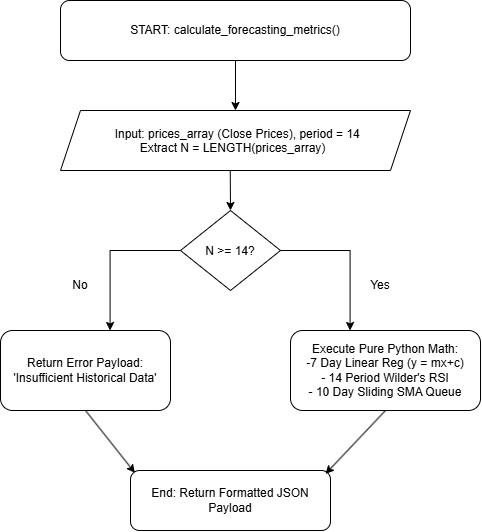 START: calculate_forecasting_metrics()
Input: prices_array (Close Prices), period = 14
Extract N = LENGTH(prices_array)
N >= 14?
No
Yes
Return Error Payload:
'Insufficient Historical Data'
Execute Pure Python Math:
-7 Day Linear Reg (y = mx+c)
- 14 Period Wilder's RSI
- 10 Day Sliding SMA Queue
End: Return Formatted JSON
Payload